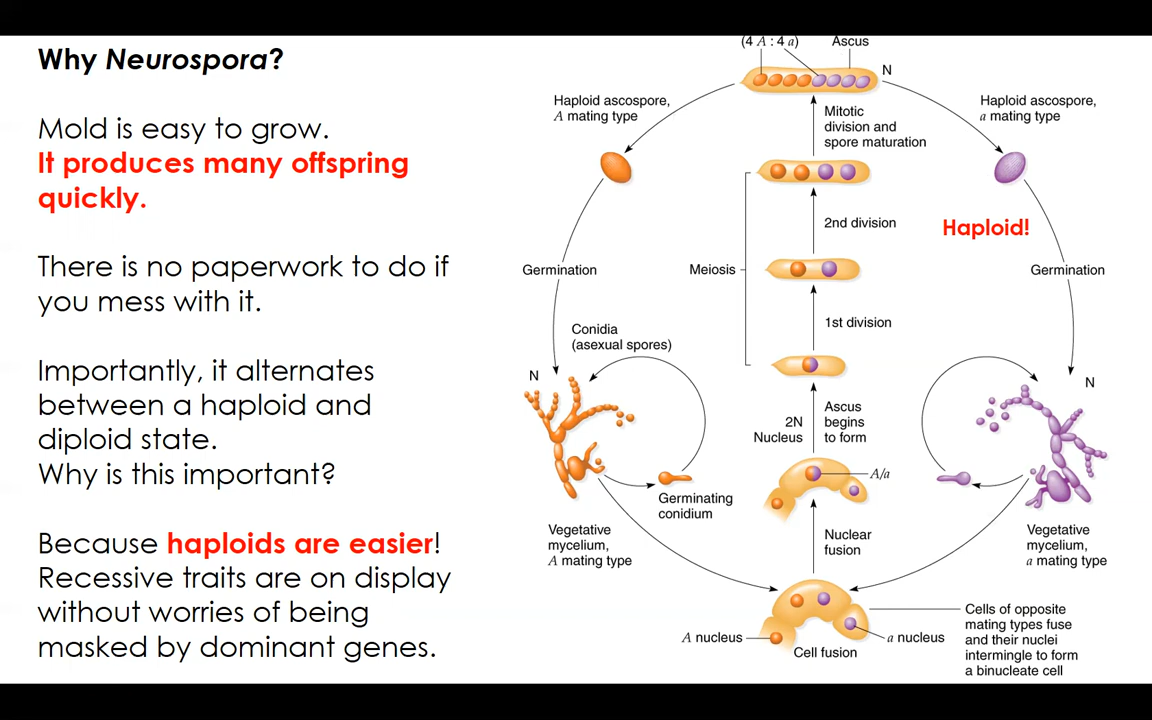 Why Neurospora?
Mold is easy to grow.
It produces many offspring
quickly.
There is no paperwork to do if
you mess with it.
Importantly, it alternates
between a haploid and
diploid state.
Why is this important?
Because haploids are easier!
Recessive traits are on display
without worries of being
masked by dominant genes.
(4 A : 4 a)
Ascus
N
Haploid ascospore,
A mating type
Haploid ascospore,
a mating type
Mitotic
division and
spore maturation
Haploid!
2nd division
Meiosis
Germination
Germination
1st division
Conidia
(asexual spores)
N
N
2N
Nucleus
Ascus
begins
to form
A/a
Germinating
conidium
Vegetative
mycelium,
A mating type
Nuclear
fusion
Vegetative
mycelium,
a mating type
A nucleus
a nucleus
Cell fusion
Cells of opposite
mating types fuse
and their nuclei
intermingle to form
a binucleate cell